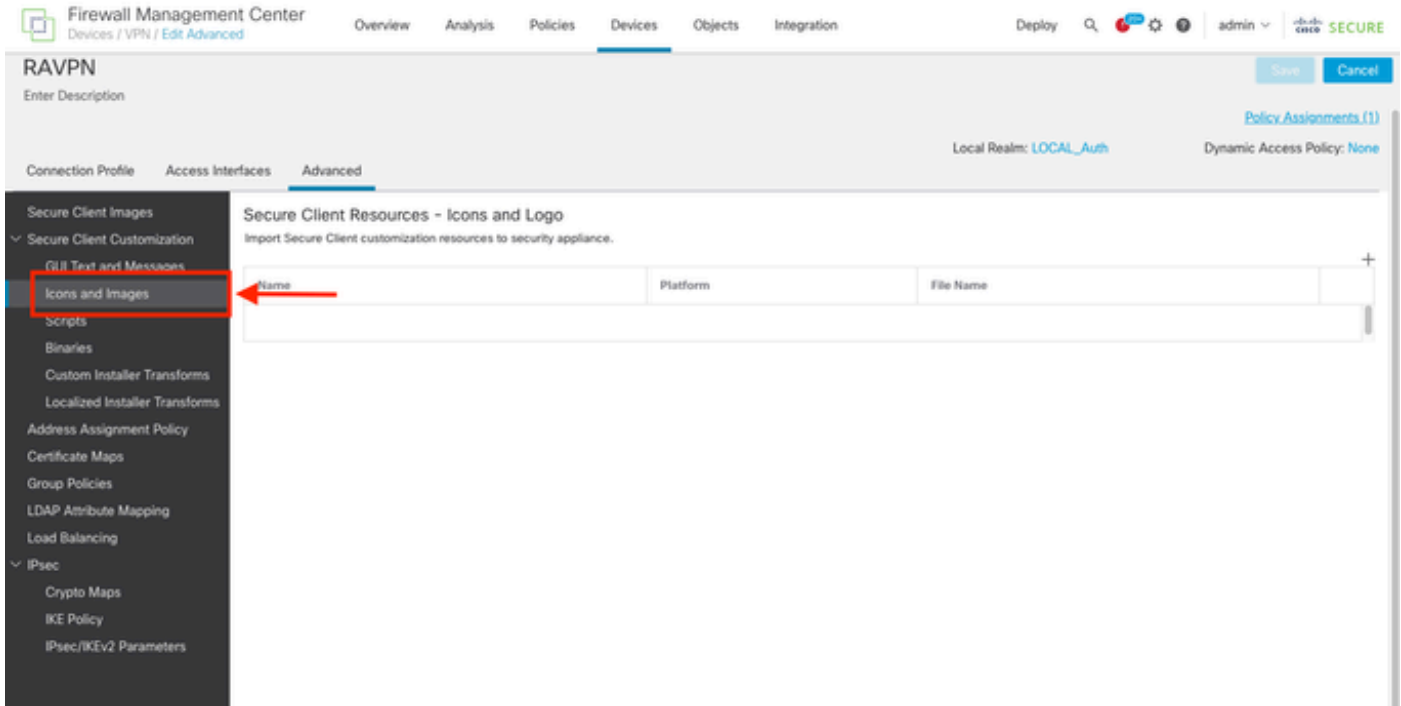 Firewall Management Center
Devices / VPN / Edit Advanced
Overview Analysis Policies Devices Objects Integration Deploy 20+ admin
cisco SECURE
RAVPN
Save Cancel
Enter Description
Policy Assignments (1)
Local Realm: LOCAL_Auth Dynamic Access Policy: None
Connection Profile Access Interfaces Advanced
Secure Client Images
Secure Client Customization
GUI Text and Messages
Icons and Images
Scripts
Binaries
Custom Installer Transforms
Localized Installer Transforms
Address Assignment Policy
Certificate Maps
Group Policies
LDAP Attribute Mapping
Load Balancing
IPsec
Crypto Maps
IKE Policy
IPsec/IKEv2 Parameters
Secure Client Resources - Icons and Logo
Import Secure Client customization resources to security appliance.
Name Platform File Name